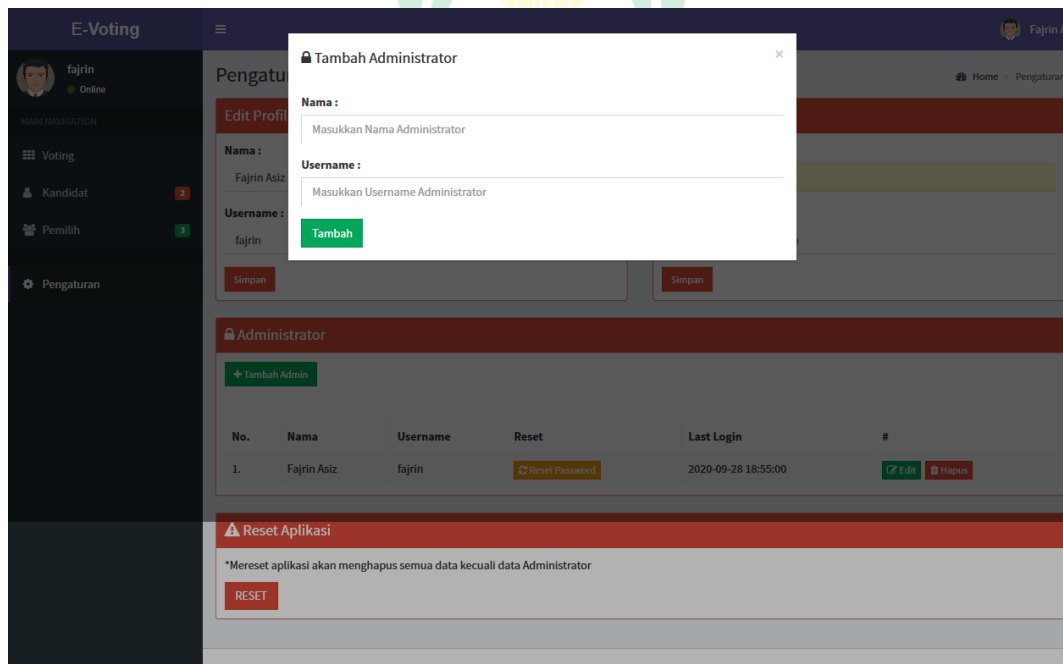 E-Voting
Fajrin A
fajrin
Online
MAIN NAVIGATION
Voting
Kandidat 2
Pemilih 3
Pengaturan
Pengatu
Home > Pengaturan
Tambah Administrator ×
Nama :
Masukkan Nama Administrator
Username :
Masukkan Username Administrator
Tambah
Edit Profil
Nama :
Fajrin Asiz
Username :
fajrin
Simpan
Simpan
Administrator
+ Tambah Admin
No. Nama Username Reset Last Login #
1. Fajrin Asiz fajrin Reset Password 2020-09-28 18:55:00 Edit Hapus
Reset Aplikasi
*Mereset aplikasi akan menghapus semua data kecuali data Administrator
RESET